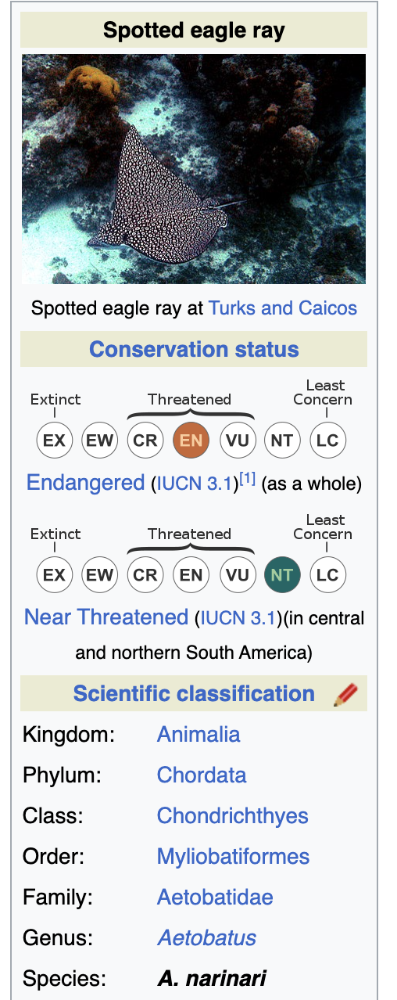 Spotted eagle ray
Spotted eagle ray at Turks and Caicos
Conservation status
Extinct Threatened Least Concern
EX EW CR EN VU NT LC
Endangered (IUCN 3.1)[1] (as a whole)
Extinct Threatened Least Concern
EX EW CR EN VU NT LC
Near Threatened (IUCN 3.1)(in central
and northern South America)
Scientific classification
Kingdom: Animalia
Phylum: Chordata
Class: Chondrichthyes
Order: Myliobatiformes
Family: Aetobatidae
Genus: Aetobatus
Species: A. narinari